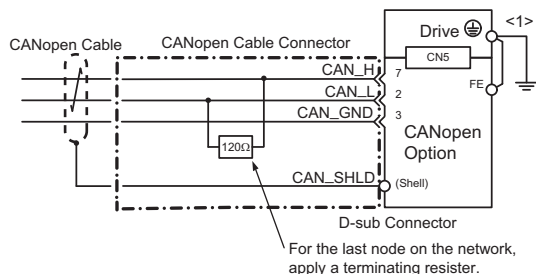 <1>
Drive
CANopen Cable
CANopen Cable Connector
CN5
CAN_H
7
FE
CAN_L
2
CAN_GND
3
CANopen
Option
120Ω
CAN_SHLD
(Shell)
D-sub Connector
For the last node on the network,
apply a terminating resister.